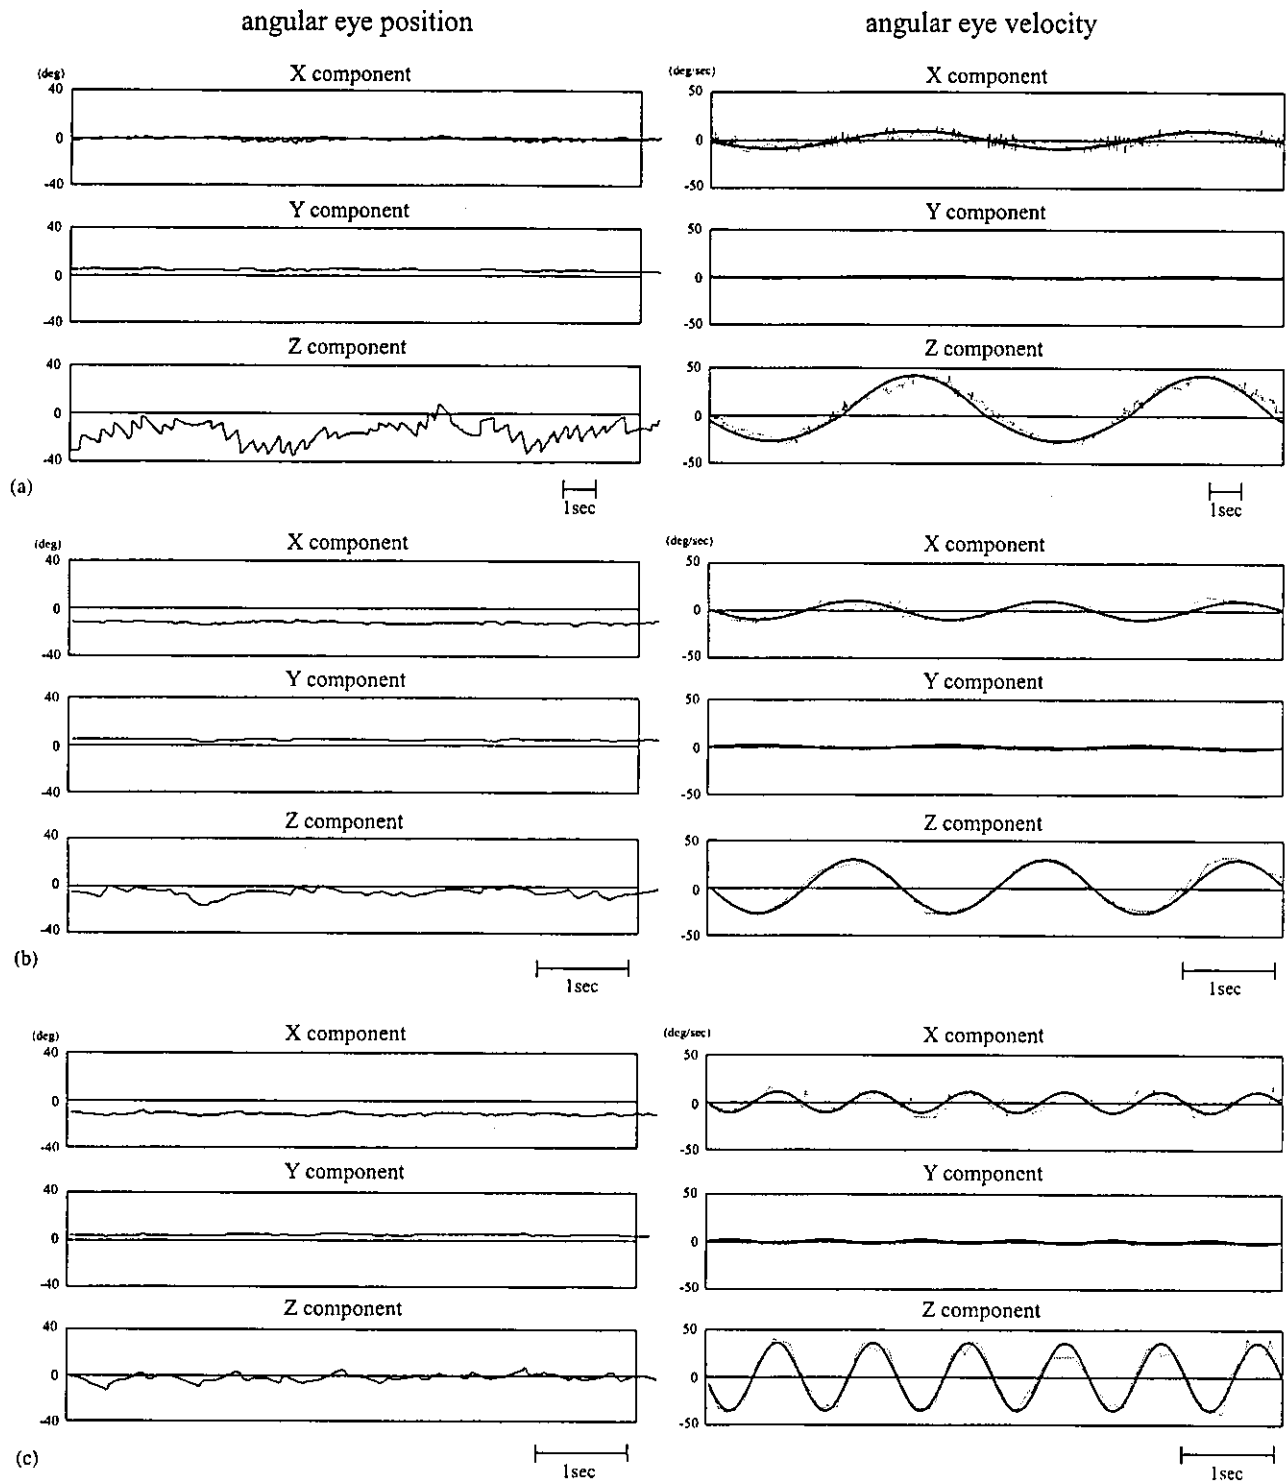 angular eye position
angular eye velocity
(deg)
X component
40
0
-40
Y component
40
0
-40
Z component
40
0
-40
(a)
1sec
(deg/sec)
X component
50
0
-50
Y component
50
0
-50
Z component
50
0
-50
1sec
(deg)
X component
40
0
-40
Y component
40
0
-40
Z component
40
0
-40
(b)
1sec
(deg/sec)
X component
50
0
-50
Y component
50
0
-50
Z component
50
0
-50
1sec
(deg)
X component
40
0
-40
Y component
40
0
-40
Z component
40
0
-40
(c)
1sec
(deg/sec)
X component
50
0
-50
Y component
50
0
-50
Z component
50
0
-50
1sec